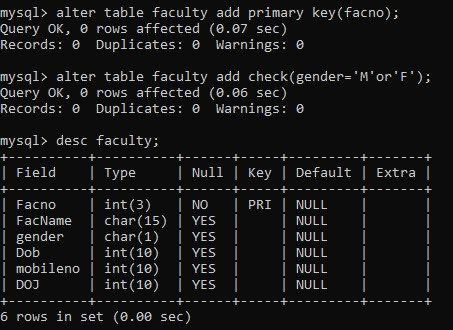 mysql> alter table faculty add primary key(facno);
Query OK, 0 rows affected (0.07 sec)
Records: 0  Duplicates: 0  Warnings: 0

mysql> alter table faculty add check(gender='M'or'F');
Query OK, 0 rows affected (0.06 sec)
Records: 0  Duplicates: 0  Warnings: 0

mysql> desc faculty;
+----------+----------+------+-----+---------+-------+
| Field    | Type     | Null | Key | Default | Extra |
+----------+----------+------+-----+---------+-------+
| Facno    | int(3)   | NO   | PRI | NULL    |       |
| FacName  | char(15) | YES  |     | NULL    |       |
| gender   | char(1)  | YES  |     | NULL    |       |
| Dob      | int(10)  | YES  |     | NULL    |       |
| mobileno | int(10)  | YES  |     | NULL    |       |
| DOJ      | int(10)  | YES  |     | NULL    |       |
+----------+----------+------+-----+---------+-------+
6 rows in set (0.00 sec)